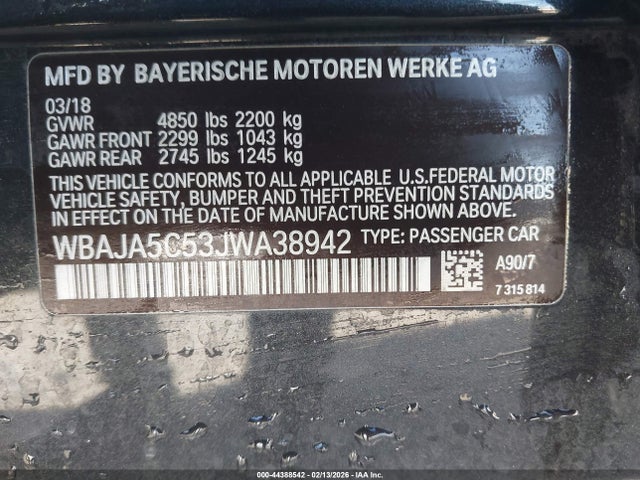 MFD BY BAYERISCHE MOTOREN WERKE AG
03/18
GVWR 4850 lbs 2200 kg
GAWR FRONT 2299 lbs 1043 kg
GAWR REAR 2745 lbs 1245 kg
THIS VEHICLE CONFORMS TO ALL APPLICABLE U.S.FEDERAL MOTOR
VEHICLE SAFETY, BUMPER AND THEFT PREVENTION STANDARDS
IN EFFECT ON THE DATE OF MANUFACTURE SHOWN ABOVE.
WBAJA5C53JWA38942 TYPE: PASSENGER CAR
A90/7
7 315 814
000-44388542 - 02/13/2026 - IAA Inc.